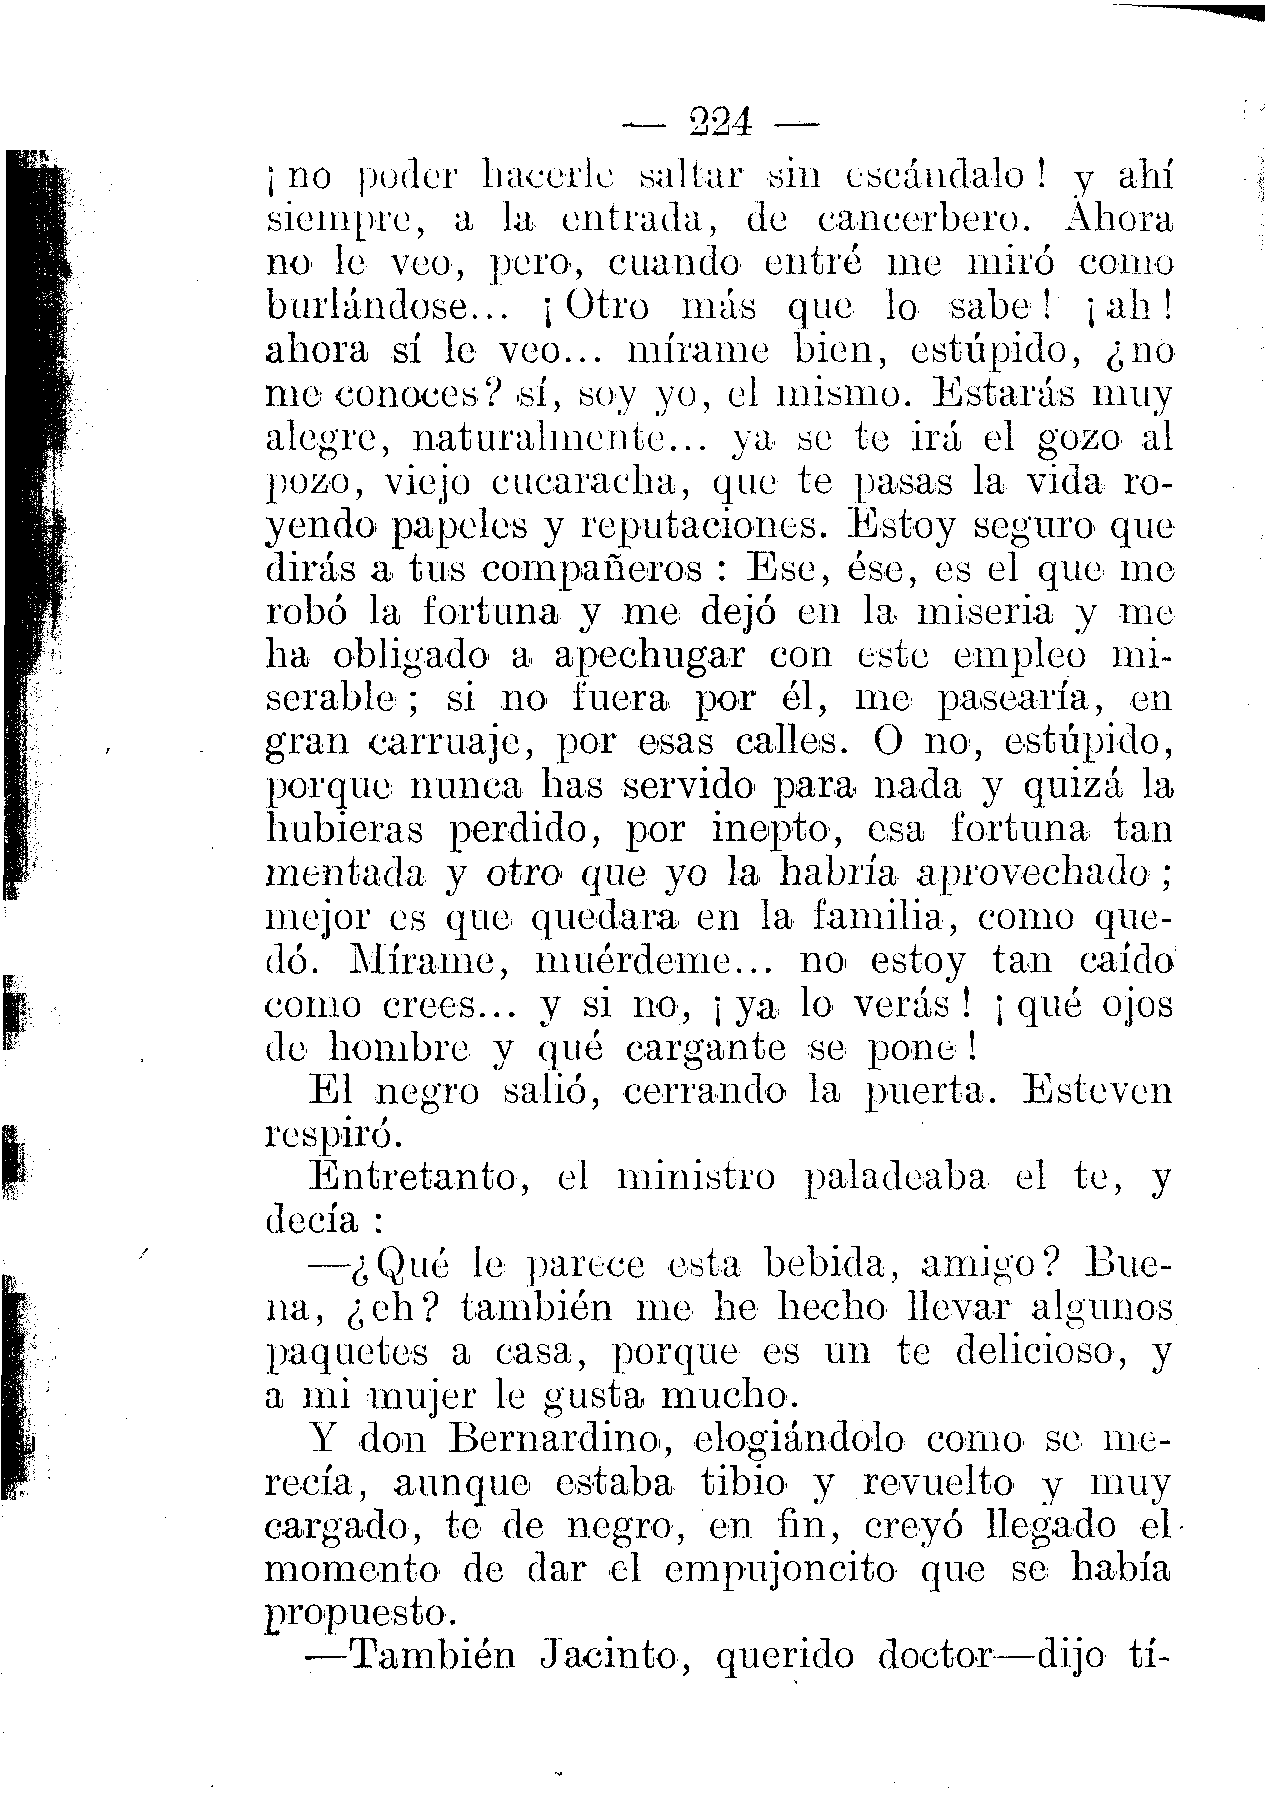 — 224 —
¡ no poder hacerle saltar sin escándalo ! y ahí
siempre, a la entrada, de cancerbero. Ahora
no le veo, pero, cuando entré me miró como
burlándose... ¡ Otro más que lo sabe ! ¡ ah !
ahora sí le veo... mírame bien, estúpido, ¿no
me conoces? sí, soy yo, el mismo. Estarás muy
alegre, naturalmente... ya se te irá el gozo al
pozo, viejo cucaracha, que te pasas la vida ro-
yendo papeles y reputaciones. Estoy seguro que
dirás a tus compañeros : Ese, ése, es el que me
robó la fortuna y me dejó en la miseria y me
ha obligado a apechugar con este empleo mi-
serable ; si no fuera por él, me pasearía, en
gran carruaje, por esas calles. O no, estúpido,
porque nunca has servido para nada y quizá la
hubieras perdido, por inepto, esa fortuna tan
mentada y otro que yo la habría aprovechado ;
mejor es que quedara en la familia, como que-
dó. Mírame, muérdeme... no estoy tan caído
como crees... y si no, ¡ ya lo verás ! ¡ qué ojos
de hombre y qué cargante se pone !
El negro salió, cerrando la puerta. Esteven
respiró.
Entretanto, el ministro paladeaba el te, y
decía :
—¿Qué le parece esta bebida, amigo? Bue-
na, ¿eh? también me he hecho llevar algunos
paquetes a casa, porque es un te delicioso, y
a mi mujer le gusta mucho.
Y don Bernardino, elogiándolo como se me-
recía, aunque estaba tibio y revuelto y muy
cargado, te de negro, en fin, creyó llegado el
momento de dar el empujoncito que se había
propuesto.
—También Jacinto, querido doctor—dijo tí-